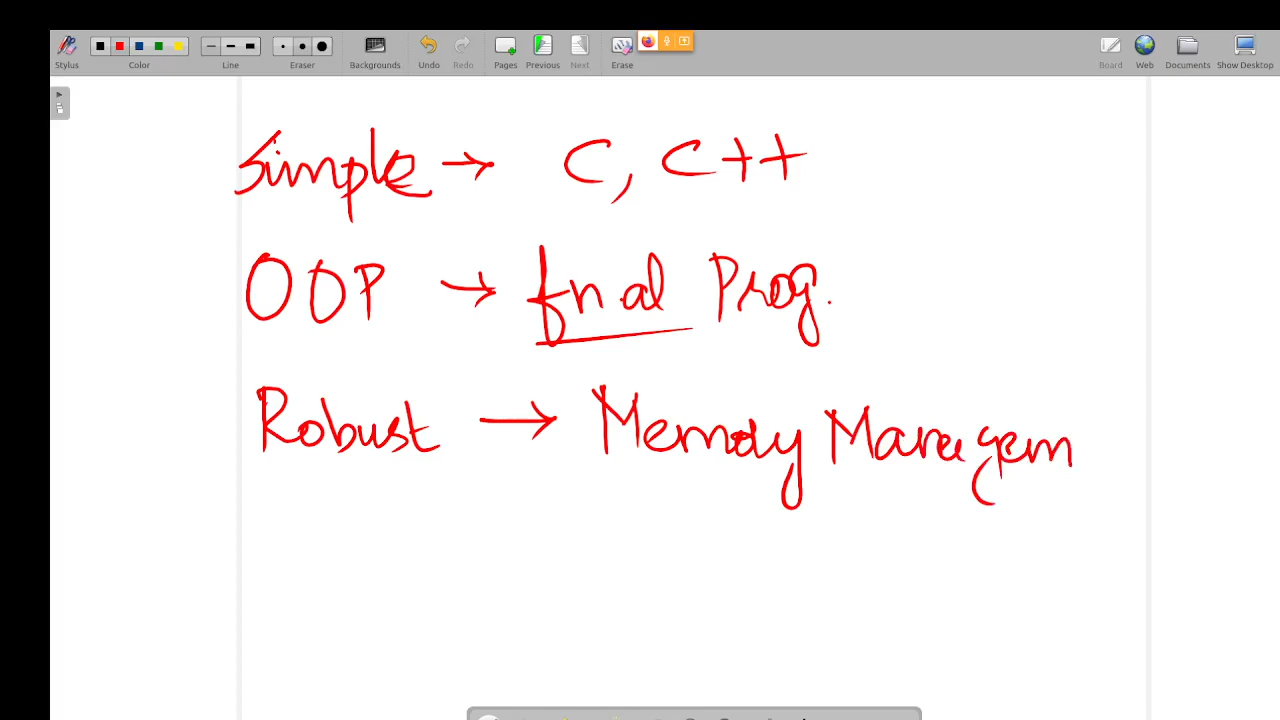 Stylus Color Line Eraser Backgrounds Undo Redo Pages Previous Next Erase Board Web Documents Show Desktop
Simple → C, C++
OOP → fnal Prog.
Robust → Memory Managem